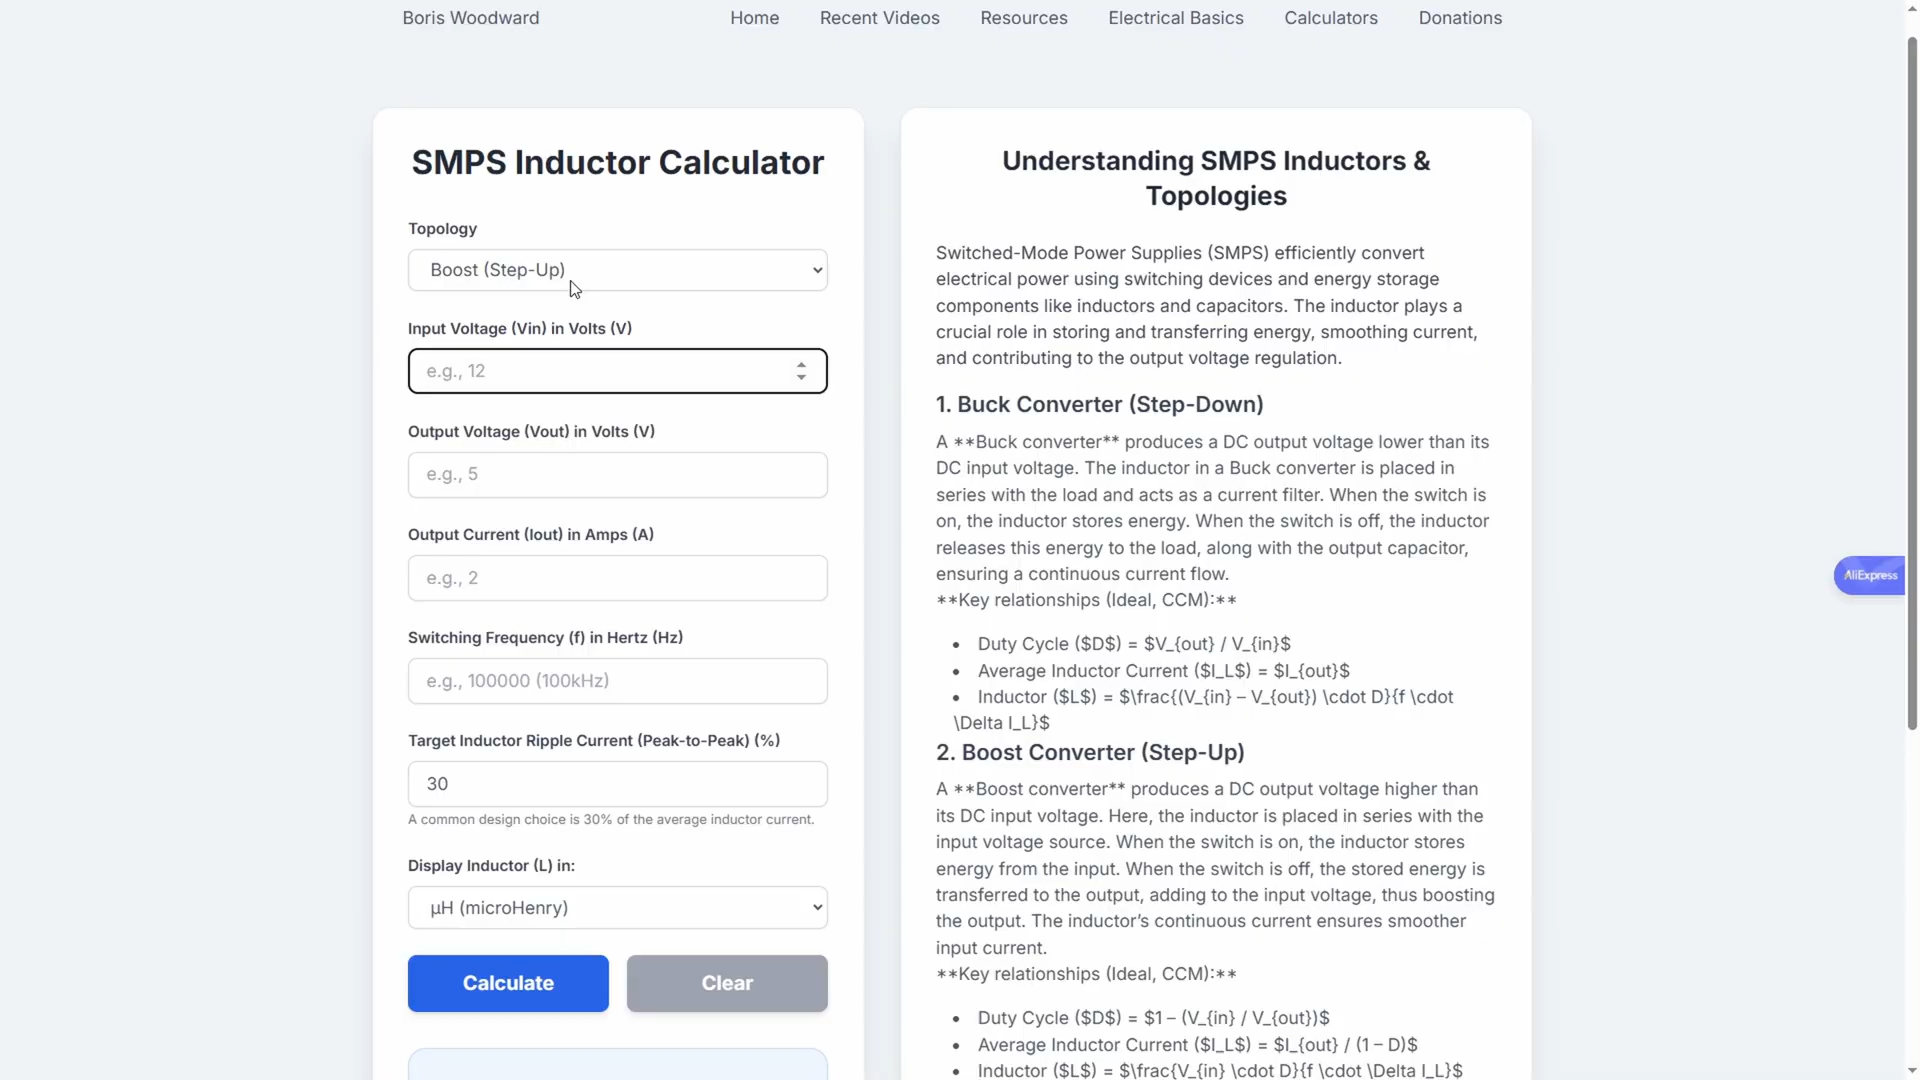 Boris Woodward
Home
Recent Videos
Resources
Electrical Basics
Calculators
Donations
SMPS Inductor Calculator
Topology
Boost (Step-Up)
Input Voltage (Vin) in Volts (V)
e.g., 12
Output Voltage (Vout) in Volts (V)
e.g., 5
Output Current (Iout) in Amps (A)
e.g., 2
Switching Frequency (f) in Hertz (Hz)
e.g., 100000 (100kHz)
Target Inductor Ripple Current (Peak-to-Peak) (%)
30
A common design choice is 30% of the average inductor current.
Display Inductor (L) in:
µH (microHenry)
Calculate
Clear
Understanding SMPS Inductors &
Topologies
Switched-Mode Power Supplies (SMPS) efficiently convert
electrical power using switching devices and energy storage
components like inductors and capacitors. The inductor plays a
crucial role in storing and transferring energy, smoothing current,
and contributing to the output voltage regulation.
1. Buck Converter (Step-Down)
A **Buck converter** produces a DC output voltage lower than its
DC input voltage. The inductor in a Buck converter is placed in
series with the load and acts as a current filter. When the switch is
on, the inductor stores energy. When the switch is off, the inductor
releases this energy to the load, along with the output capacitor,
ensuring a continuous current flow.
**Key relationships (Ideal, CCM):**
• Duty Cycle ($D$) = $V_{out} / V_{in}$
• Average Inductor Current ($I_L$) = $I_{out}$
• Inductor ($L$) = $\frac{(V_{in} – V_{out}) \cdot D}{f \cdot
\Delta I_L}$
2. Boost Converter (Step-Up)
A **Boost converter** produces a DC output voltage higher than
its DC input voltage. Here, the inductor is placed in series with the
input voltage source. When the switch is on, the inductor stores
energy from the input. When the switch is off, the stored energy is
transferred to the output, adding to the input voltage, thus boosting
the output. The inductor’s continuous current ensures smoother
input current.
**Key relationships (Ideal, CCM):**
• Duty Cycle ($D$) = $1 – (V_{in} / V_{out})$
• Average Inductor Current ($I_L$) = $I_{out} / (1 – D)$
• Inductor ($L$) = $\frac{V_{in} \cdot D}{f \cdot \Delta I_L}$
AliExpress